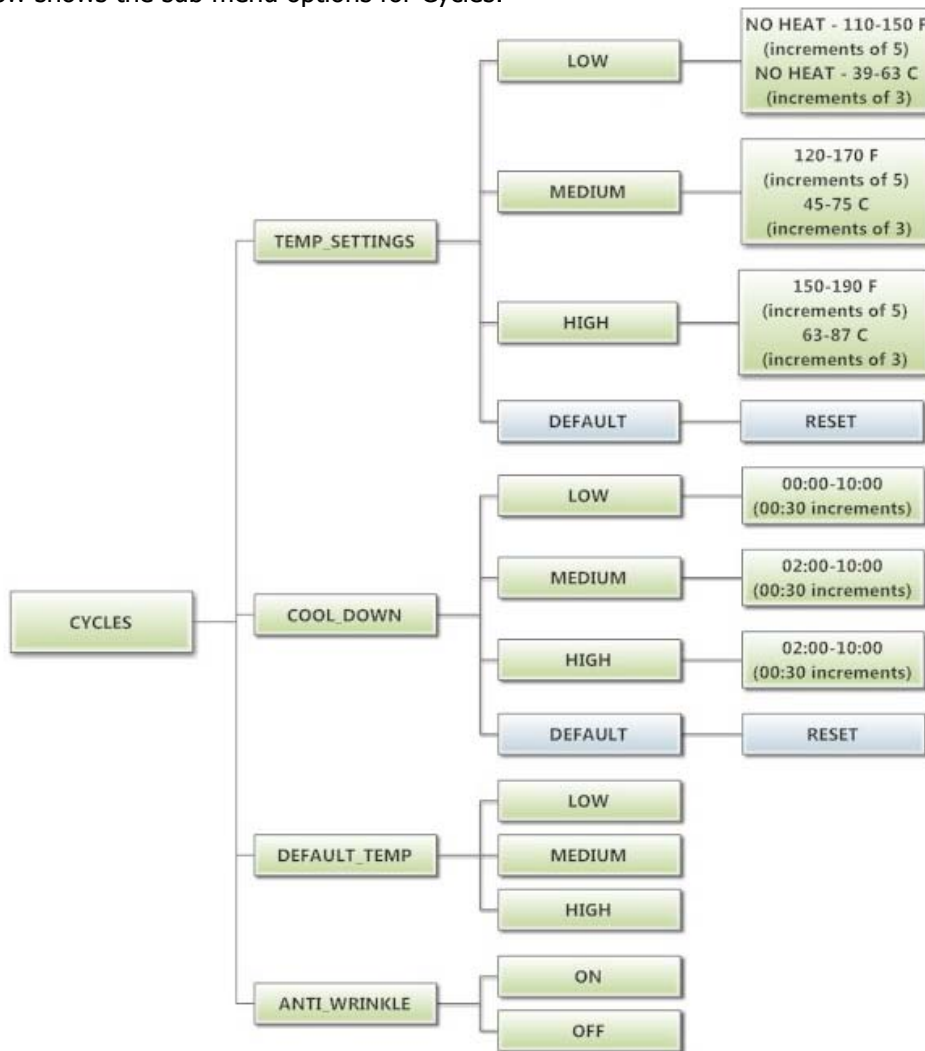 ow shows the sub menu options for Cycles.
CYCLES
TEMP_SETTINGS
LOW
NO HEAT - 110-150 F
(increments of 5)
NO HEAT - 39-63 C
(increments of 3)
MEDIUM
120-170 F
(increments of 5)
45-75 C
(increments of 3)
HIGH
150-190 F
(increments of 5)
63-87 C
(increments of 3)
DEFAULT
RESET
COOL_DOWN
LOW
00:00-10:00
(00:30 increments)
MEDIUM
02:00-10:00
(00:30 increments)
HIGH
02:00-10:00
(00:30 increments)
DEFAULT
RESET
DEFAULT_TEMP
LOW
MEDIUM
HIGH
ANTI_WRINKLE
ON
OFF